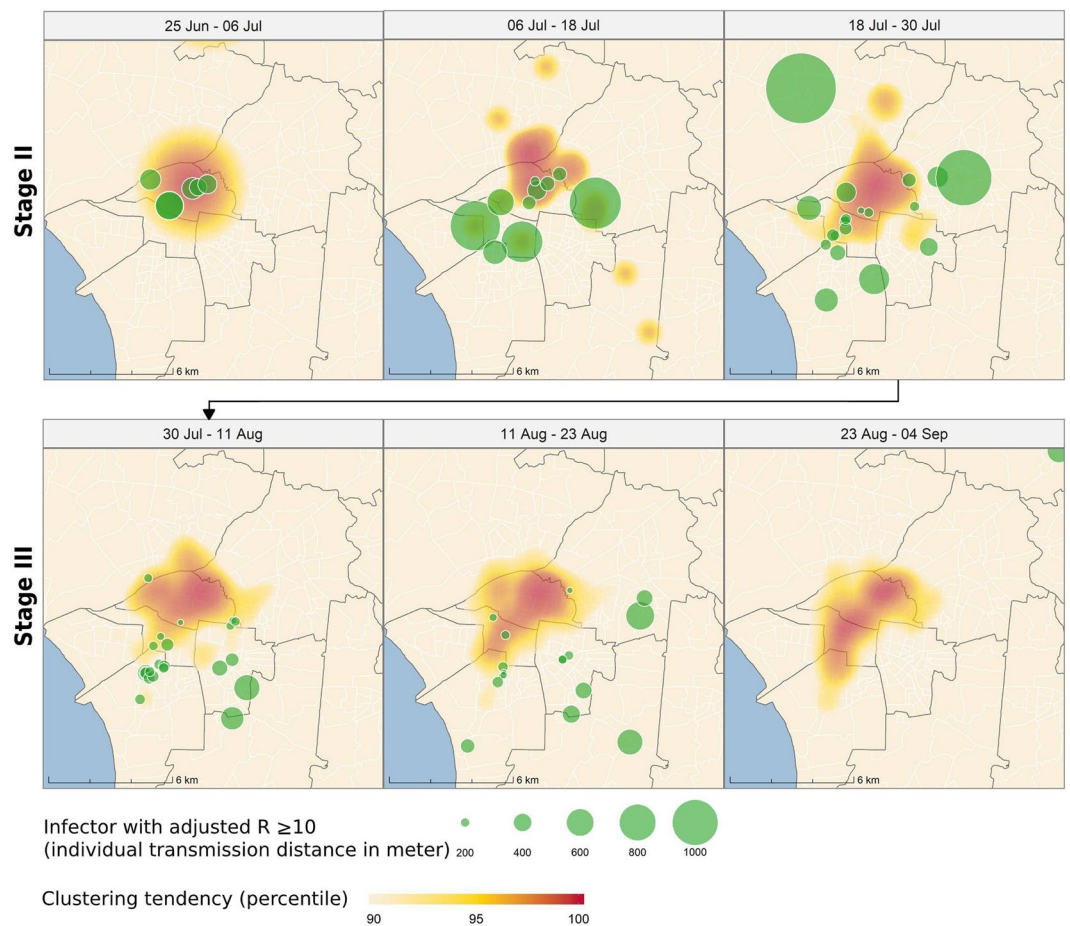 25 Jun - 06 Jul
06 Jul - 18 Jul
18 Jul - 30 Jul
Stage II
6 km
6 km
6 km
30 Jul - 11 Aug
11 Aug - 23 Aug
23 Aug - 04 Sep
Stage III
6 km
6 km
6 km
Infector with adjusted R ≥10
(individual transmission distance in meter)
200 400 600 800 1000
Clustering tendency (percentile)
90 95 100